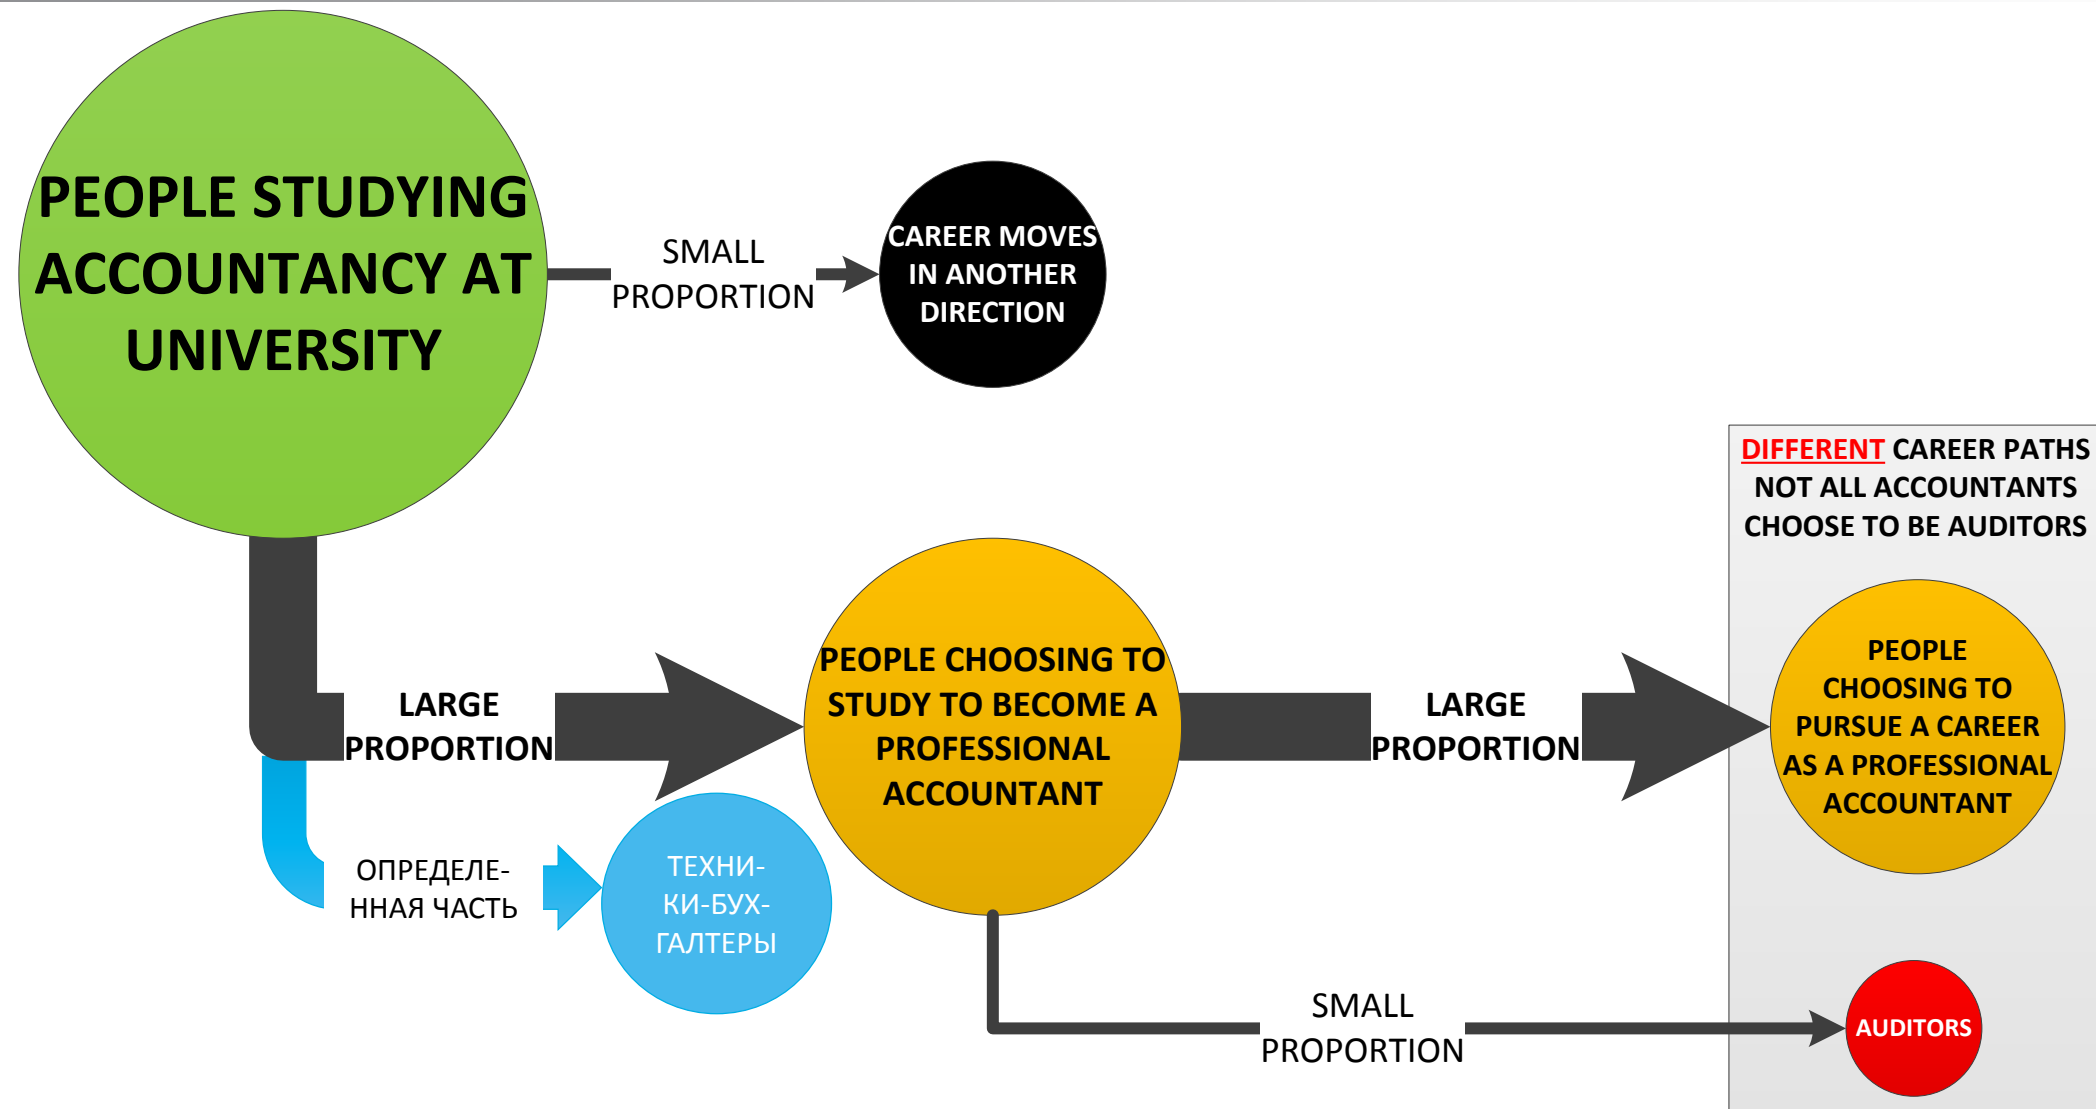 PEOPLE STUDYING
ACCOUNTANCY AT
UNIVERSITY
SMALL
PROPORTION
CAREER MOVES
IN ANOTHER
DIRECTION
DIFFERENT CAREER PATHS
NOT ALL ACCOUNTANTS
CHOOSE TO BE AUDITORS
LARGE
PROPORTION
PEOPLE CHOOSING TO
STUDY TO BECOME A
PROFESSIONAL
ACCOUNTANT
LARGE
PROPORTION
PEOPLE
CHOOSING TO
PURSUE A CAREER
AS A PROFESSIONAL
ACCOUNTANT
ОПРЕДЕЛЕ-
ННАЯ ЧАСТЬ
ТЕХНИ-
КИ-БУХ-
ГАЛТЕРЫ
SMALL
PROPORTION
AUDITORS